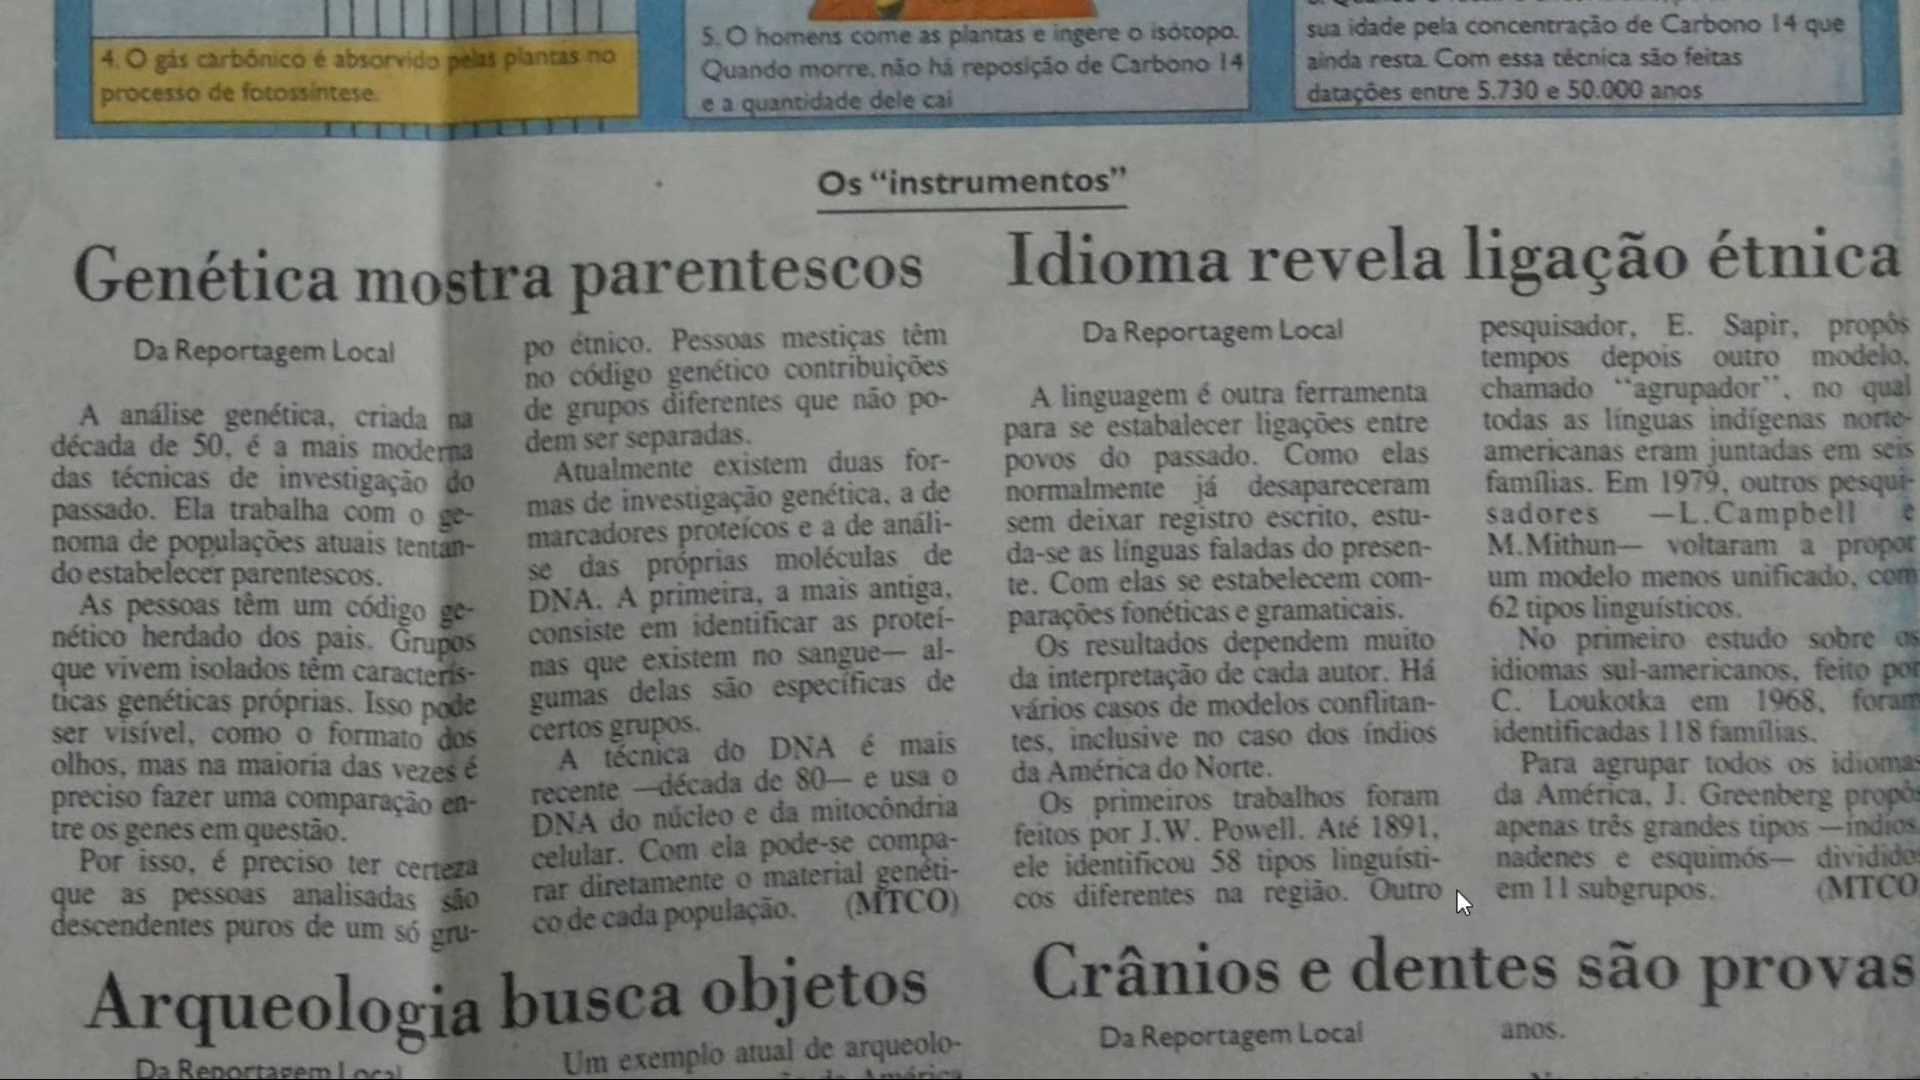 4. O gás carbônico é absorvido pelas plantas no
processo de fotossíntese.
5. O homens come as plantas e ingere o isótopo.
Quando morre, não há reposição de Carbono 14
e a quantidade dele cai
sua idade pela concentração de Carbono 14 que
ainda resta. Com essa técnica são feitas
datações entre 5.730 e 50.000 anos
Os “instrumentos”
Genética mostra parentescos
Da Reportagem Local
A análise genética, criada na
década de 50, é a mais moderna
das técnicas de investigação do
passado. Ela trabalha com o ge-
noma de populações atuais tentan-
do estabelecer parentescos.
As pessoas têm um código ge-
nético herdado dos pais. Grupos
que vivem isolados têm caracterís-
ticas genéticas próprias. Isso pode
ser visível, como o formato dos
olhos, mas na maioria das vezes é
preciso fazer uma comparação en-
tre os genes em questão.
Por isso, é preciso ter certeza
que as pessoas analisadas são
descendentes puros de um só gru-
po étnico. Pessoas mestiças têm
no código genético contribuições
de grupos diferentes que não po-
dem ser separadas.
Atualmente existem duas for-
mas de investigação genética, a de
marcadores proteícos e a de análi-
se das próprias moléculas de
DNA. A primeira, a mais antiga,
consiste em identificar as proteí-
nas que existem no sangue— al-
gumas delas são específicas de
certos grupos.
A técnica do DNA é mais
recente —década de 80— e usa o
DNA do núcleo e da mitocôndria
celular. Com ela pode-se compa-
rar diretamente o material genéti-
co de cada população. (MTCO)
Idioma revela ligação étnica
Da Reportagem Local
A linguagem é outra ferramenta
para se estabalecer ligações entre
povos do passado. Como elas
normalmente já desapareceram
sem deixar registro escrito, estu-
da-se as línguas faladas do presen-
te. Com elas se estabelecem com-
parações fonéticas e gramaticais.
Os resultados dependem muito
da interpretação de cada autor. Há
vários casos de modelos conflitan-
tes, inclusive no caso dos índios
da América do Norte.
Os primeiros trabalhos foram
feitos por J.W. Powell. Até 1891,
ele identificou 58 tipos linguísti-
cos diferentes na região. Outro
pesquisador, E. Sapir, propôs
tempos depois outro modelo,
chamado “agrupador”, no qual
todas as línguas indígenas norte-
americanas eram juntadas em seis
famílias. Em 1979, outros pesqui-
sadores —L.Campbell e
M.Mithun— voltaram a propor
um modelo menos unificado, com
62 tipos linguísticos.
No primeiro estudo sobre os
idiomas sul-americanos, feito por
C. Loukotka em 1968, foram
identificadas 118 famílias.
Para agrupar todos os idiomas
da América, J. Greenberg propôs
apenas três grandes tipos —índios,
nadenes e esquimós— dividido
em 11 subgrupos. (MTCO
Arqueologia busca objetos
Da Reportagem Local
Um exemplo atual de arqueolo-
América
Crânios e dentes são provas
Da Reportagem Local
anos.